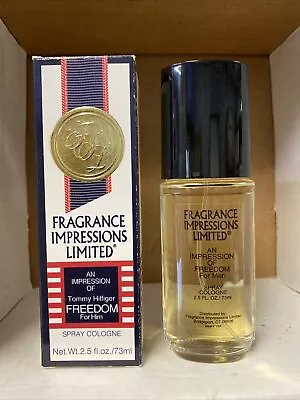 FRAGRANCE
IMPRESSIONS
LIMITED®
AN
IMPRESSION
OF
Tommy Hilfiger
FREEDOM
For Him
SPRAY COLOGNE
Net.Wt.2.5 fl.oz./73ml
FRAGRANCE
IMPRESSIONS
LIMITED®
AN
IMPRESSION
OF
FREEDOM
For Men
SPRAY
COLOGNE
2.5 FL. OZ./73ml
Distributed by
Fragrance Impressions Limited
Bridgeport, CT